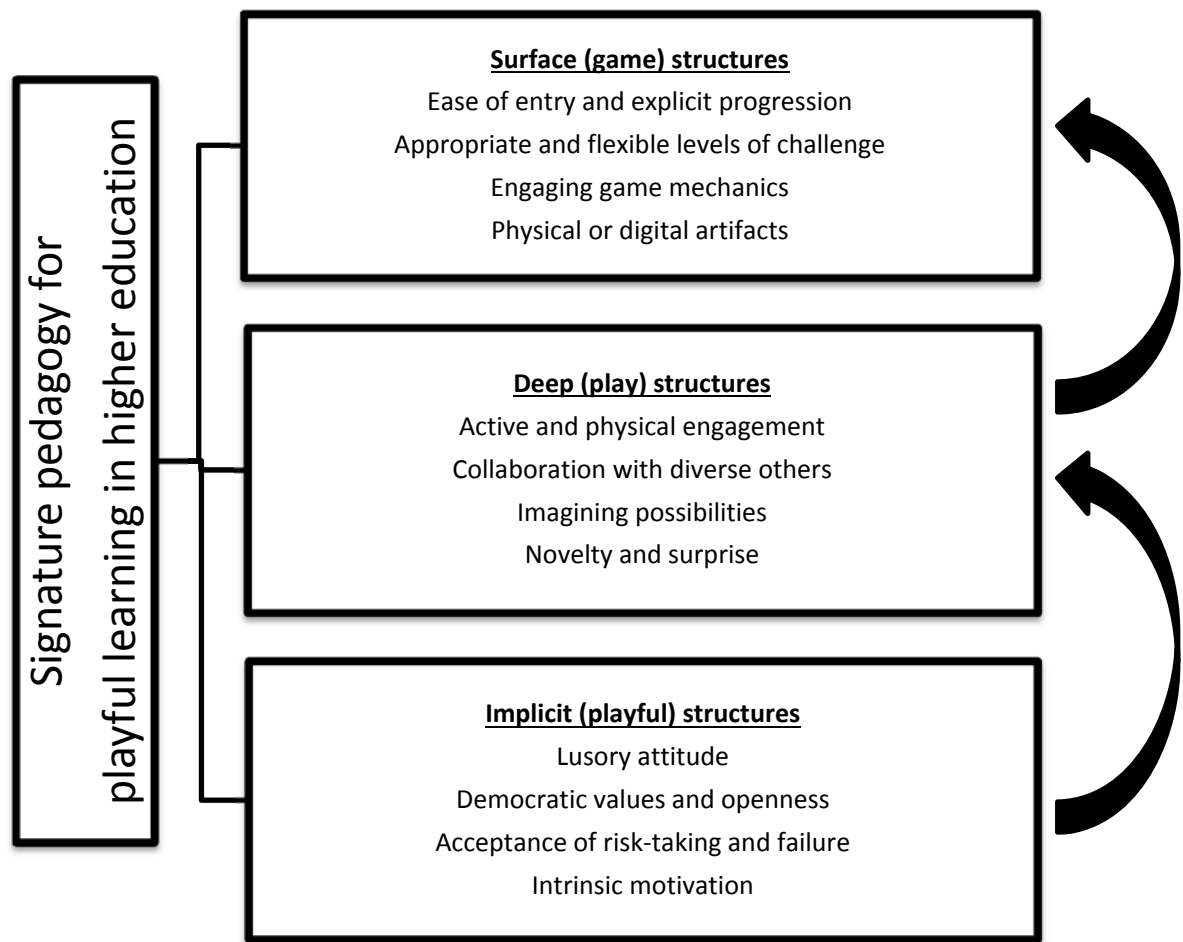 Signature pedagogy for
playful learning in higher education
Surface (game) structures
Ease of entry and explicit progression
Appropriate and flexible levels of challenge
Engaging game mechanics
Physical or digital artifacts
Deep (play) structures
Active and physical engagement
Collaboration with diverse others
Imagining possibilities
Novelty and surprise
Implicit (playful) structures
Lusory attitude
Democratic values and openness
Acceptance of risk-taking and failure
Intrinsic motivation